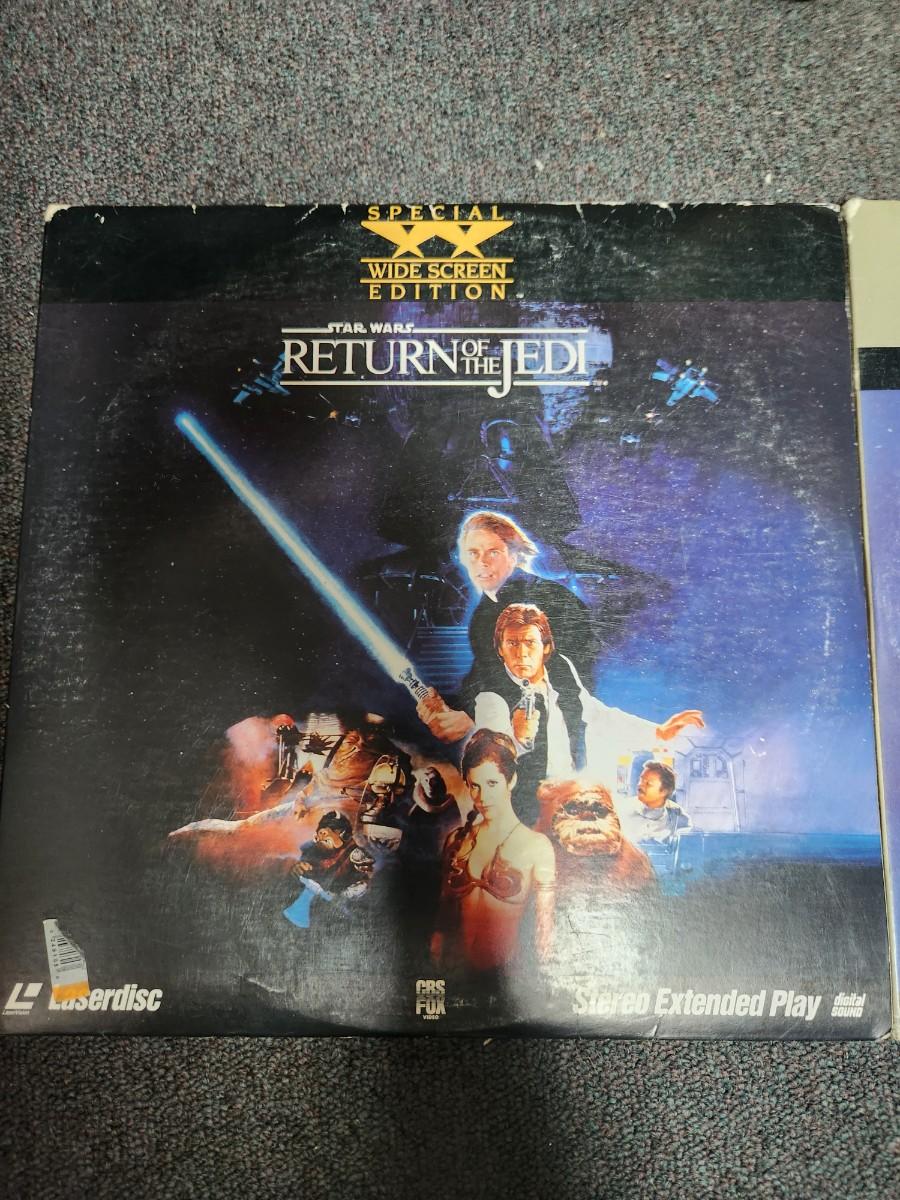 SPECIAL
WIDE SCREEN
EDITION
STAR WARS
RETURN OF THE JEDI
LaserVision
Laserdisc
CBS
FOX
VIDEO
Stereo Extended Play
digital
SOUND